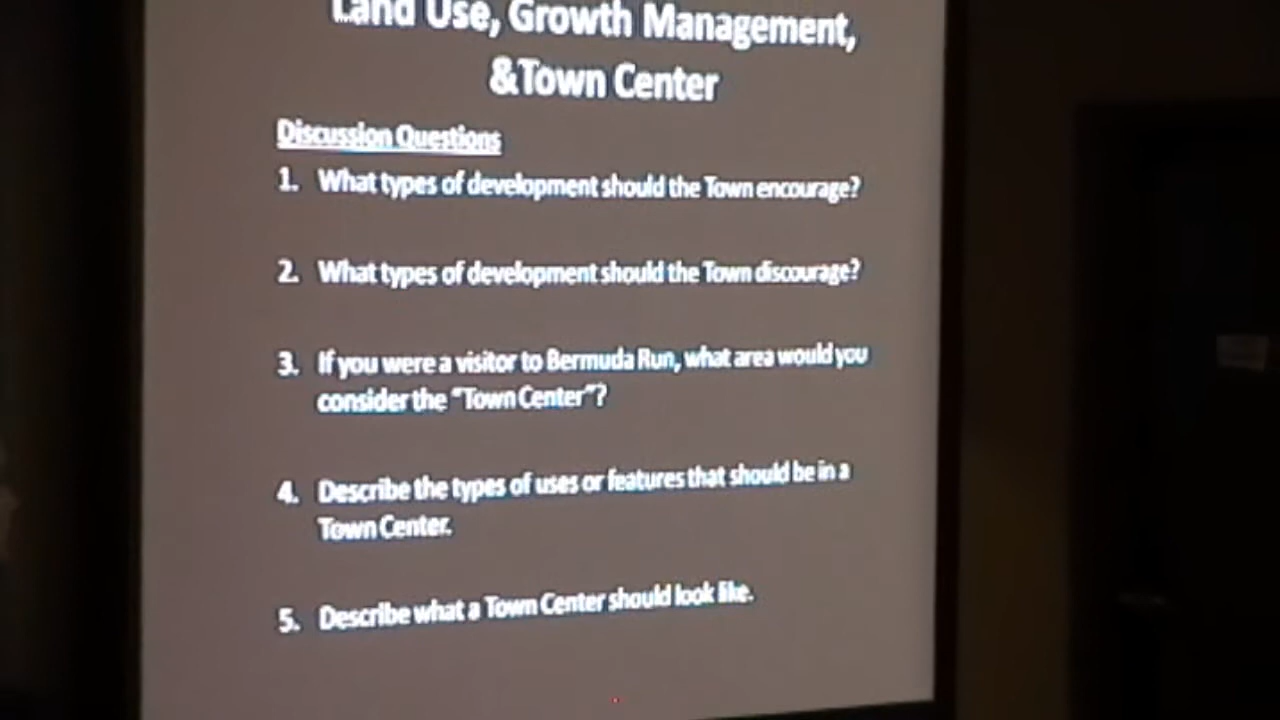 Land Use, Growth Management,
&Town Center
Discussion Questions
1. What types of development should the Town encourage?
2. What types of development should the Town discourage?
3. If you were a visitor to Bermuda Run, what area would you
consider the "Town Center"?
4. Describe the types of uses or features that should be in a
Town Center.
5. Describe what a Town Center should look like.